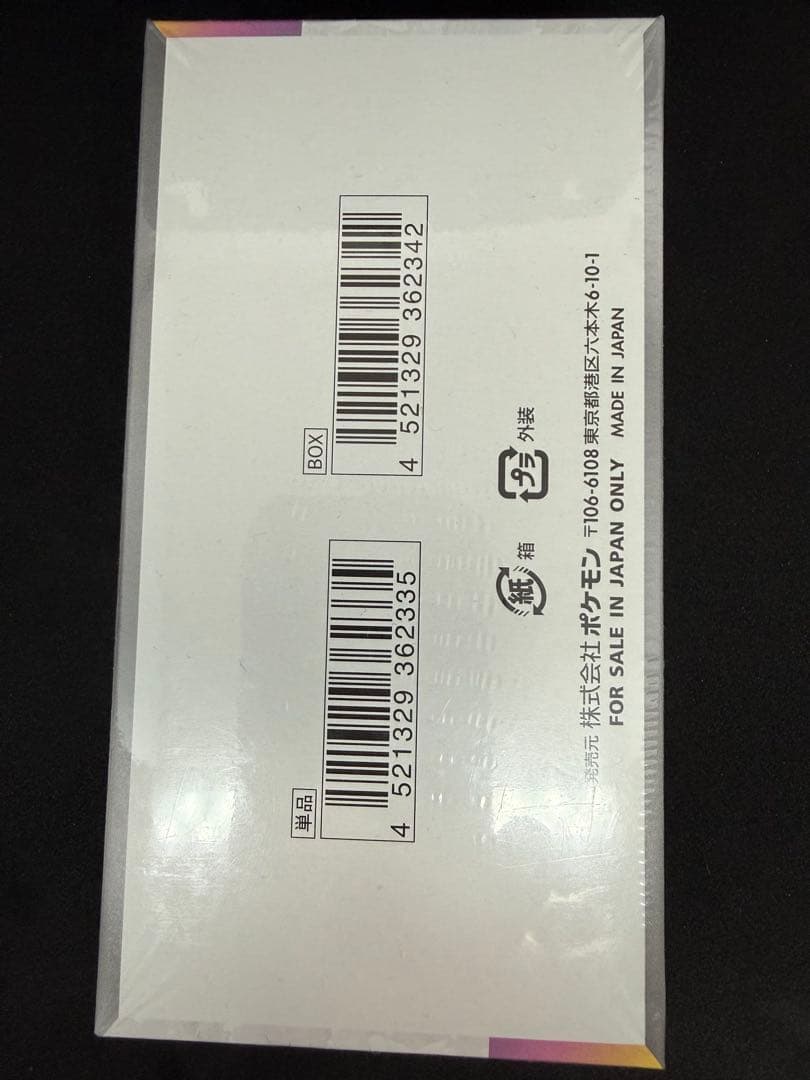 単品
4 521329 362335
BOX
4 521329 362342
紙 箱
プラ 外装
発売元 株式会社ポケモン 〒106-6108 東京都港区六本木6-10-1
FOR SALE IN JAPAN ONLY MADE IN JAPAN